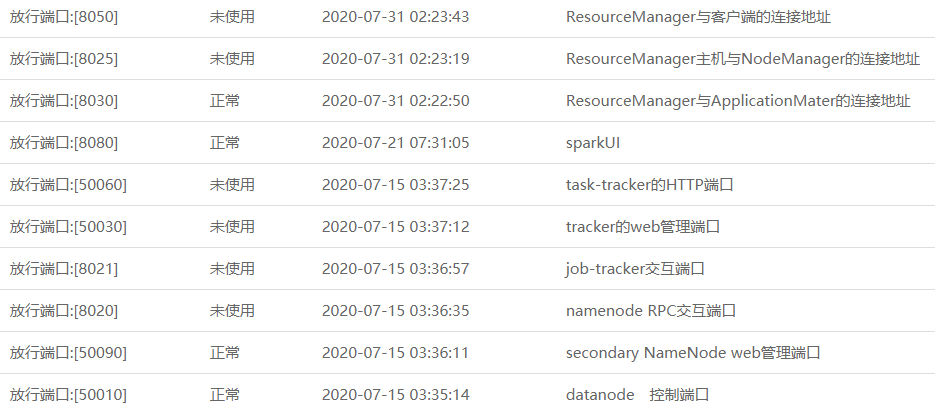 放行端口:[8050] 未使用 2020-07-31 02:23:43 ResourceManager与客户端的连接地址
放行端口:[8025] 未使用 2020-07-31 02:23:19 ResourceManager主机与NodeManager的连接地址
放行端口:[8030] 正常 2020-07-31 02:22:50 ResourceManager与ApplicationMater的连接地址
放行端口:[8080] 正常 2020-07-21 07:31:05 sparkUI
放行端口:[50060] 未使用 2020-07-15 03:37:25 task-tracker的HTTP端口
放行端口:[50030] 未使用 2020-07-15 03:37:12 tracker的web管理端口
放行端口:[8021] 未使用 2020-07-15 03:36:57 job-tracker交互端口
放行端口:[8020] 未使用 2020-07-15 03:36:35 namenode RPC交互端口
放行端口:[50090] 正常 2020-07-15 03:36:11 secondary NameNode web管理端口
放行端口:[50010] 正常 2020-07-15 03:35:14 datanode　控制端口